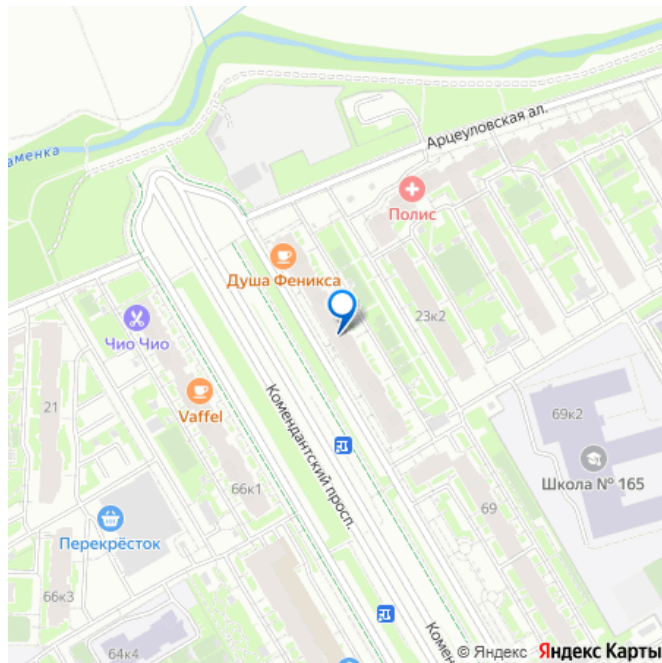 Арцеуловская ал.
аменка
Полис
Душа Феникса
23к2
Чио Чио
21
Vaffel
Комендантский просп.
69к2
Школа № 165
66к1
69
Перекрёсток
66к3
64к4
Комен
© Яндекс Яндекс Карты